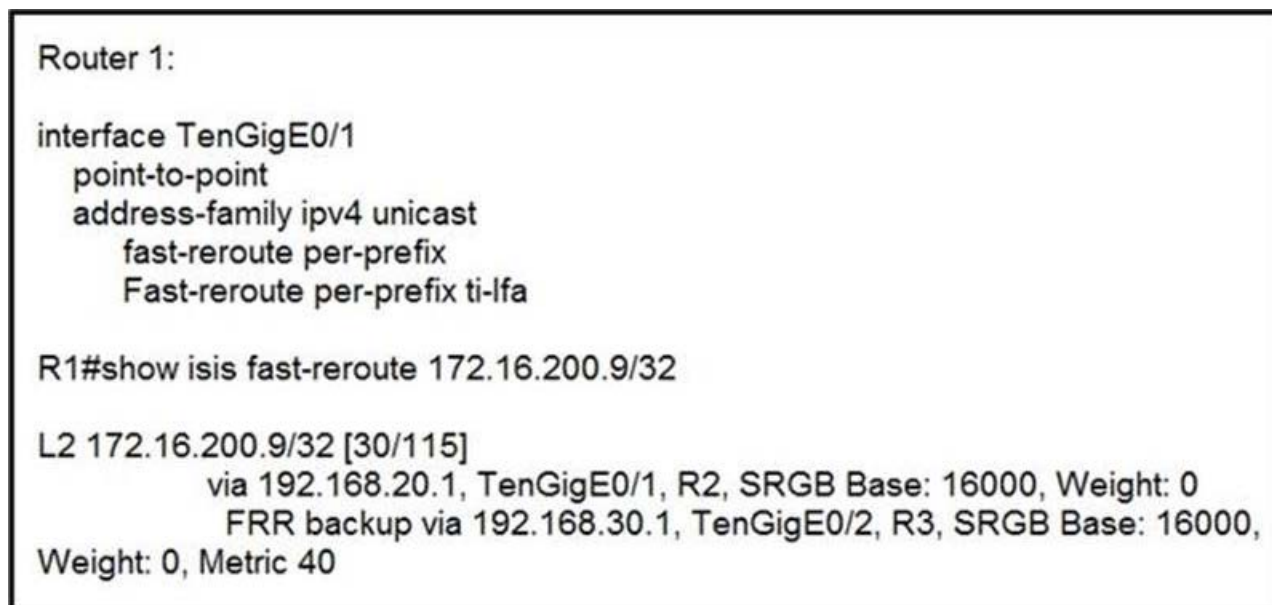 Router 1:
interface TenGigE0/1
point-to-point
address-family ipv4 unicast
fast-reroute per-prefix
Fast-reroute per-prefix ti-lfa
R1#show isis fast-reroute 172.16.200.9/32
L2 172.16.200.9/32 [30/115]
via 192.168.20.1, TenGigE0/1, R2, SRGB Base: 16000, Weight: 0
FRR backup via 192.168.30.1, TenGigE0/2, R3, SRGB Base: 16000,
Weight: 0, Metric 40